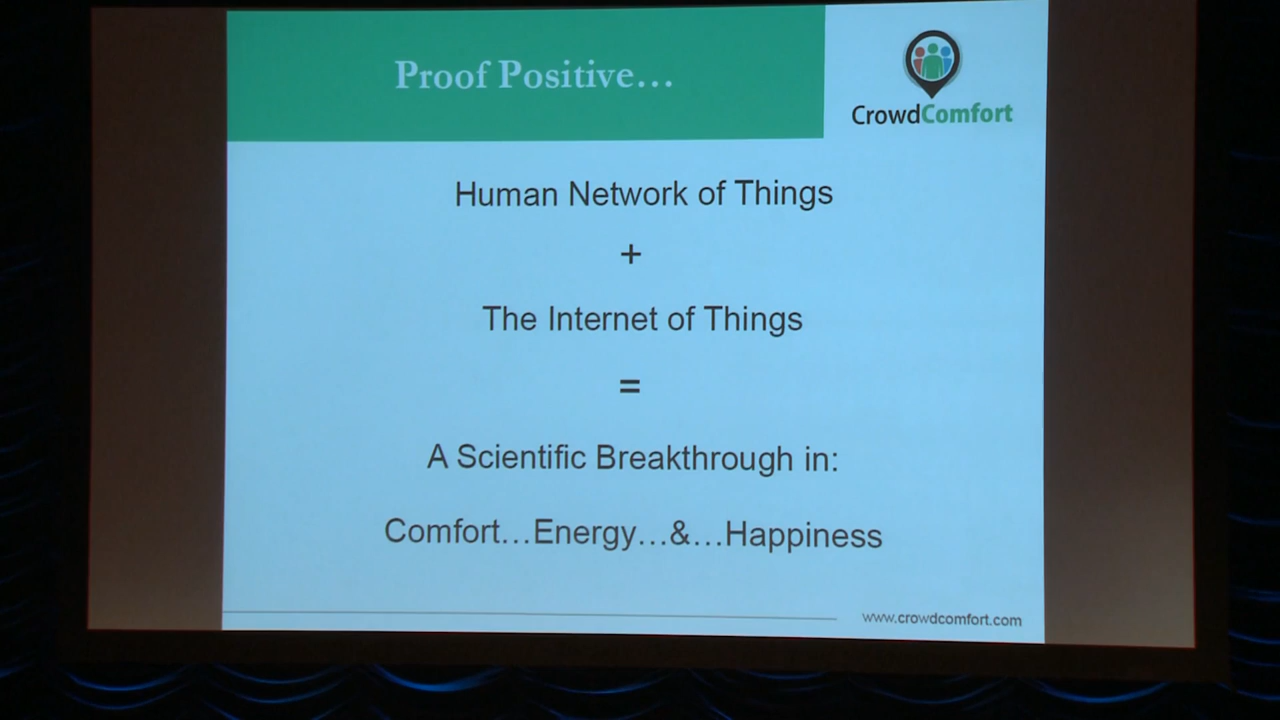 Proof Positive...
CrowdComfort
Human Network of Things
+
The Internet of Things
=
A Scientific Breakthrough in:
Comfort...Energy...&...Happiness
www.crowdcomfort.com